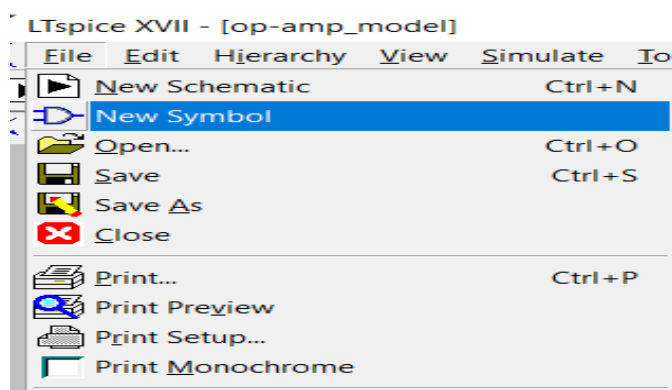 LTspice XVII - [op-amp_model]
File Edit Hierarchy View Simulate To
New Schematic Ctrl+N
New Symbol
Open... Ctrl+O
Save Ctrl+S
Save As
Close
Print... Ctrl+P
Print Preview
Print Setup...
Print Monochrome